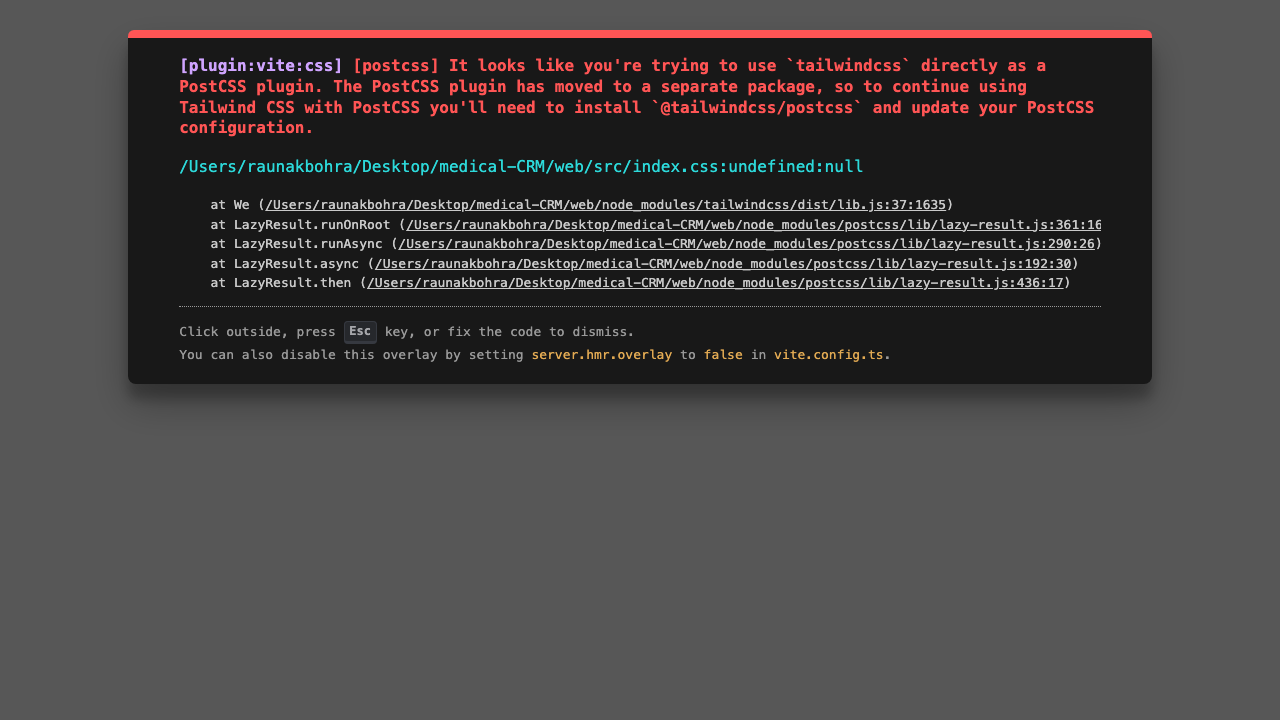 [plugin:vite:css] [postcss] It looks like you're trying to use `tailwindcss` directly as a
PostCSS plugin. The PostCSS plugin has moved to a separate package, so to continue using
Tailwind CSS with PostCSS you'll need to install `@tailwindcss/postcss` and update your PostCSS
configuration.
/Users/raunakbohra/Desktop/medical-CRM/web/src/index.css:undefined:null
at We (/Users/raunakbohra/Desktop/medical-CRM/web/node_modules/tailwindcss/dist/lib.js:37:1635)
at LazyResult.runOnRoot (/Users/raunakbohra/Desktop/medical-CRM/web/node_modules/postcss/lib/lazy-result.js:361:16
at LazyResult.runAsync (/Users/raunakbohra/Desktop/medical-CRM/web/node_modules/postcss/lib/lazy-result.js:290:26)
at LazyResult.async (/Users/raunakbohra/Desktop/medical-CRM/web/node_modules/postcss/lib/lazy-result.js:192:30)
at LazyResult.then (/Users/raunakbohra/Desktop/medical-CRM/web/node_modules/postcss/lib/lazy-result.js:436:17)
Click outside, press Esc key, or fix the code to dismiss.
You can also disable this overlay by setting server.hmr.overlay to false in vite.config.ts.